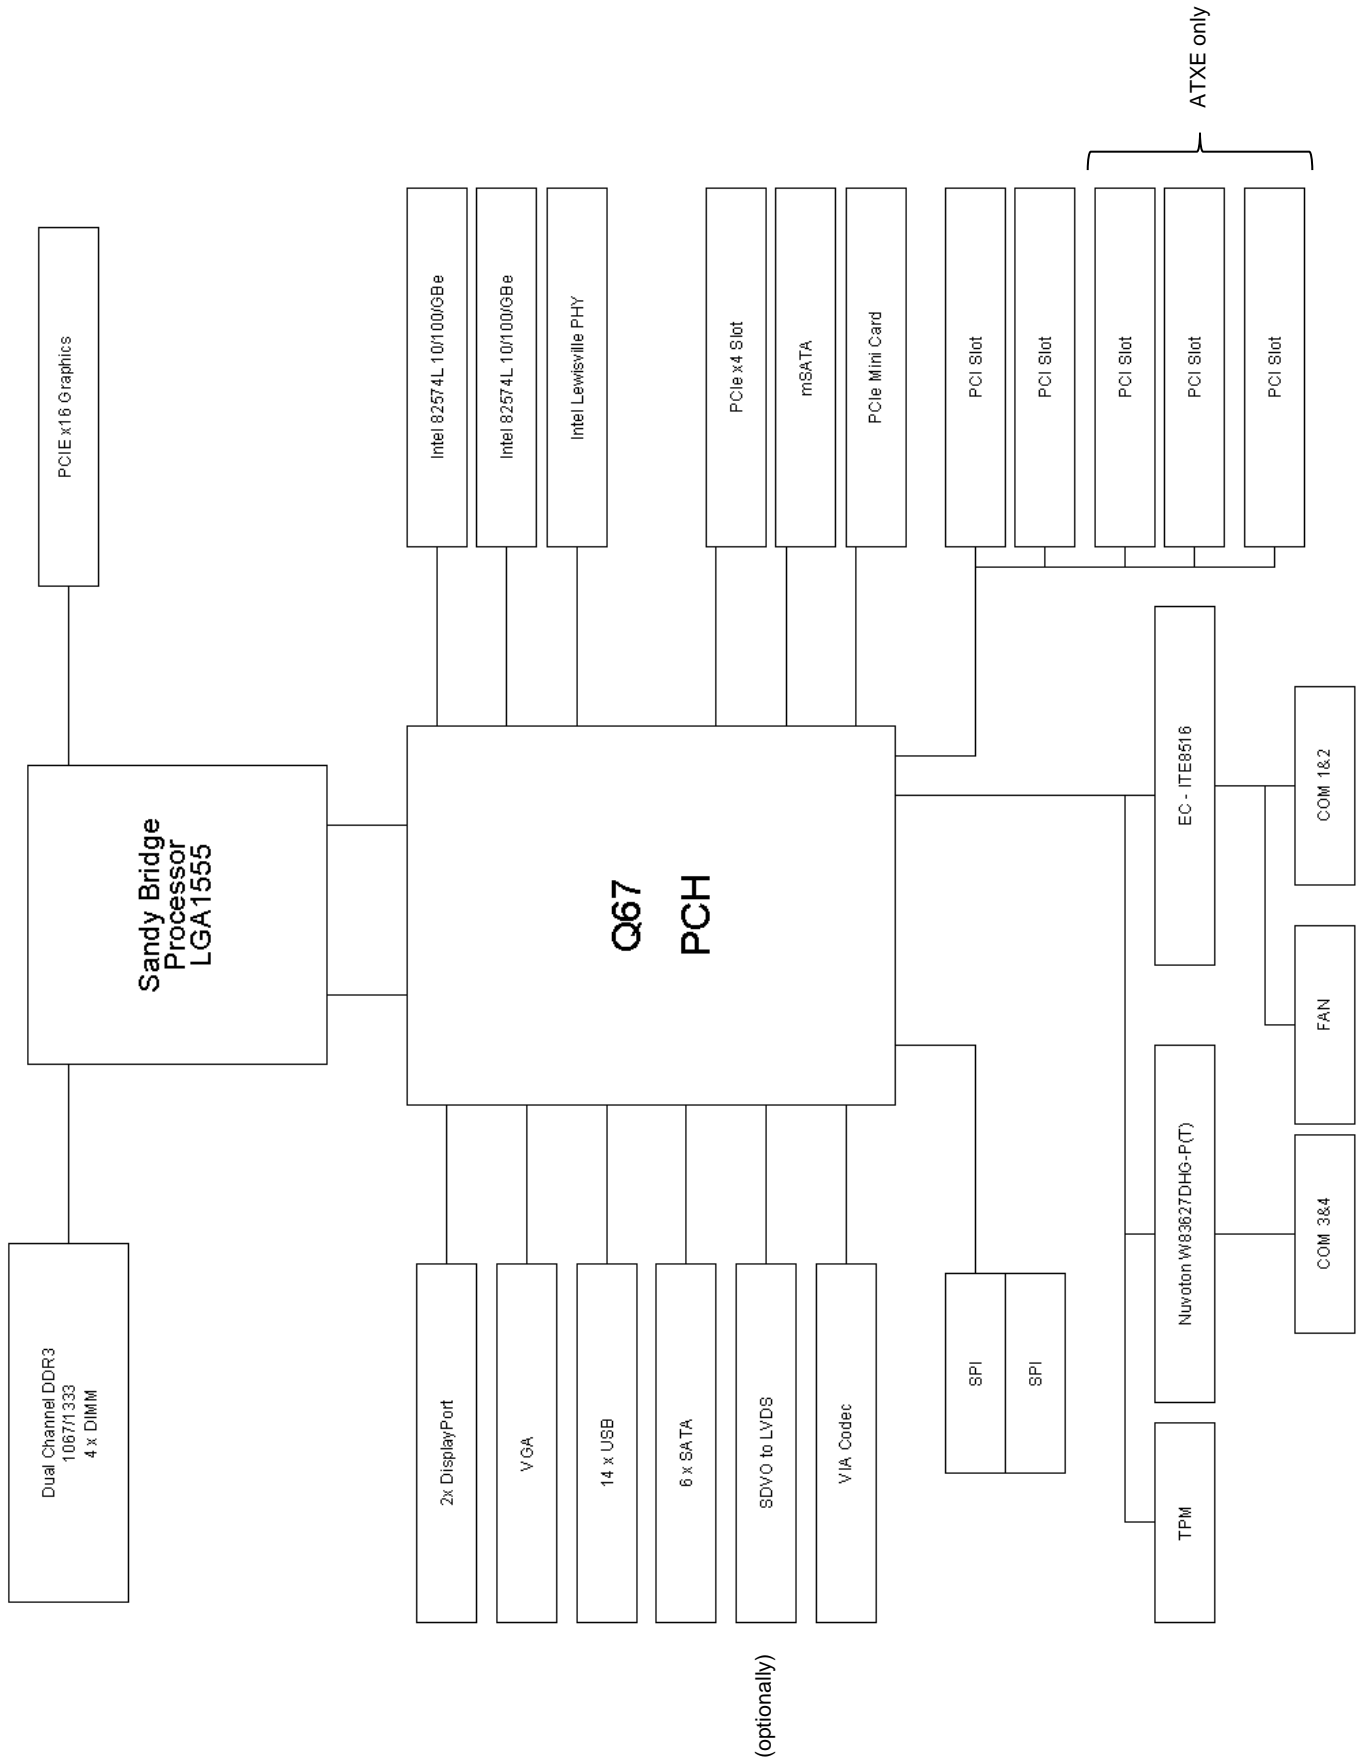 Dual Channel DDR3
1067/1333
4 x DIMM
Sandy Bridge
Processor
LGA1555
PCIE x16 Graphics
2x DisplayPort
VGA
14 x USB
6 x SATA
(optionally)
SDVO to LVDS
VIA Codec
Q67
PCH
Intel 82574L 10/100/GBe
Intel 82574L 10/100/GBe
Intel Lewisville PHY
PCIe x4 Slot
mSATA
PCIe Mini Card
SPI
SPI
PCI Slot
PCI Slot
PCI Slot
PCI Slot
PCI Slot
ATXE only
TPM
Nuvoton W83627DHG-P(T)
EC - ITE8516
COM 3&4
FAN
COM 1&2